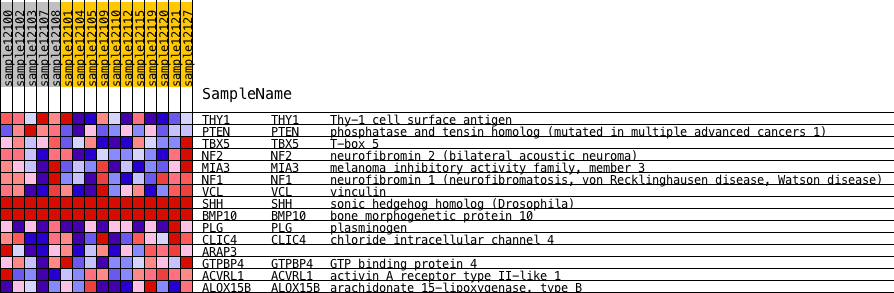 sample12100
sample12102
sample12103
sample12107
sample12108
sample12101
sample12104
sample12105
sample12109
sample12110
sample12112
sample12115
sample12119
sample12120
sample12121
sample12127
SampleName
THY1 THY1 Thy-1 cell surface antigen
PTEN PTEN phosphatase and tensin homolog (mutated in multiple advanced cancers 1)
TBX5 TBX5 T-box 5
NF2 NF2 neurofibromin 2 (bilateral acoustic neuroma)
MIA3 MIA3 melanoma inhibitory activity family, member 3
NF1 NF1 neurofibromin 1 (neurofibromatosis, von Recklinghausen disease, Watson disease)
VCL VCL vinculin
SHH SHH sonic hedgehog homolog (Drosophila)
BMP10 BMP10 bone morphogenetic protein 10
PLG PLG plasminogen
CLIC4 CLIC4 chloride intracellular channel 4
ARAP3
GTPBP4 GTPBP4 GTP binding protein 4
ACVRL1 ACVRL1 activin A receptor type II-like 1
ALOX15B ALOX15B arachidonate 15-lipoxygenase, type B